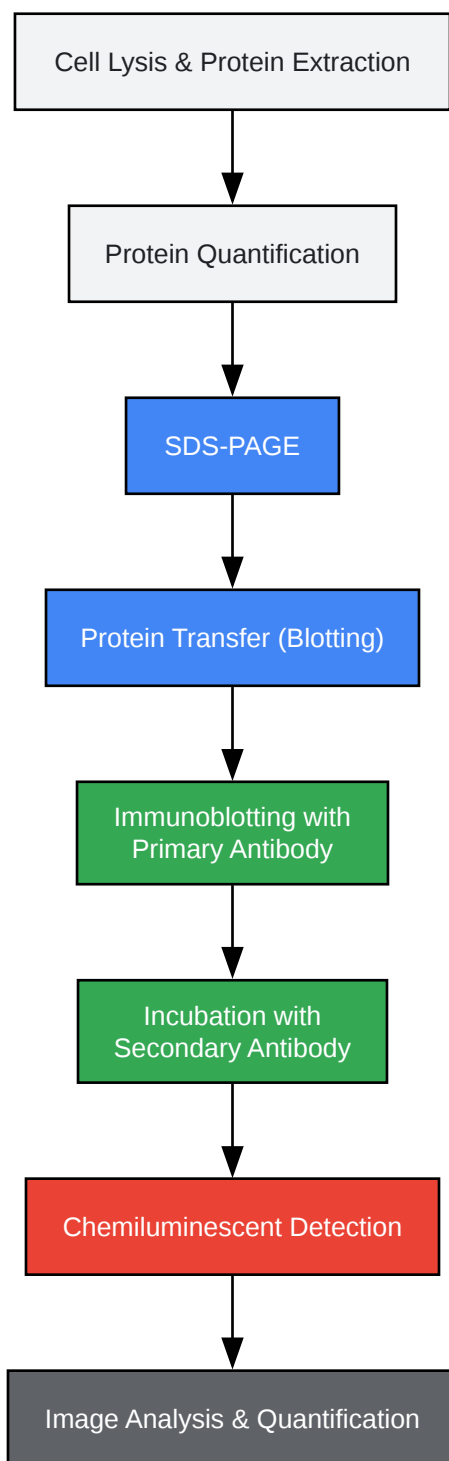 Cell Lysis & Protein Extraction
Protein Quantification
SDS-PAGE
Protein Transfer (Blotting)
Immunoblotting with
Primary Antibody
Incubation with
Secondary Antibody
Chemiluminescent Detection
Image Analysis & Quantification